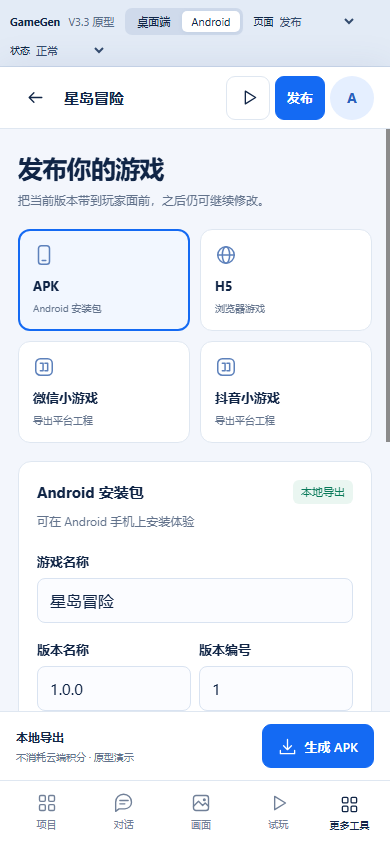 GameGen V3.3 原型 桌面端 Android 页面 发布
状态 正常
星岛冒险 发布 A
发布你的游戏
把当前版本带到玩家面前，之后仍可继续修改。
APK
Android 安装包
H5
浏览器游戏
微信小游戏
导出平台工程
抖音小游戏
导出平台工程
Android 安装包 本地导出
可在 Android 手机上安装体验
游戏名称
星岛冒险
版本名称 版本编号
1.0.0 1
本地导出
不消耗云端积分 · 原型演示
生成 APK
项目 对话 画面 试玩 更多工具